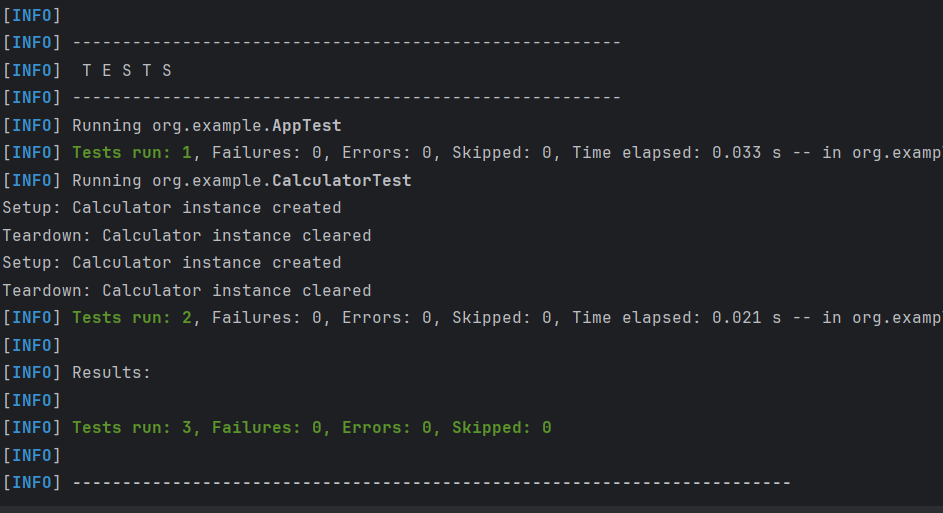 [INFO]
[INFO] -------------------------------------------------------
[INFO]  T E S T S
[INFO] -------------------------------------------------------
[INFO] Running org.example.AppTest
[INFO] Tests run: 1, Failures: 0, Errors: 0, Skipped: 0, Time elapsed: 0.033 s -- in org.examp
[INFO] Running org.example.CalculatorTest
Setup: Calculator instance created
Teardown: Calculator instance cleared
Setup: Calculator instance created
Teardown: Calculator instance cleared
[INFO] Tests run: 2, Failures: 0, Errors: 0, Skipped: 0, Time elapsed: 0.021 s -- in org.examp
[INFO]
[INFO] Results:
[INFO]
[INFO] Tests run: 3, Failures: 0, Errors: 0, Skipped: 0
[INFO]
[INFO] ------------------------------------------------------------------------